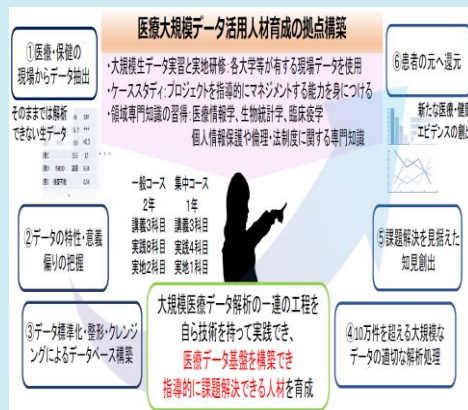 医療大規模データ活用人材育成の拠点構築
・大規模生データ実習と実地研修:各大学等が有する現場データを使用
・ケーススタディ:プロジェクトを指導的にマネジメントする能力を身につける
・領域専門知識の習得:医療情報学、生物統計学、臨床疫学
個人情報保護や倫理・法制度に関する専門知識
①医療・保健の
現場からデータ抽出
そのままでは解析
できない生データ
②データの特性・意義
偏りの把握
③データ標準化・整形・クレンジ
ングによるデータベース構築
一般コース 集中コース
2年 1年
講義3科目 講義3科目
実践8科目 実践4科目
実地2科目 実地1科目
大規模医療データ解析の一連の工程を
自ら技術を持って実践でき、
医療データ基盤を構築でき
指導的に課題解決できる人材を育成
④10万件を超える大規模な
データの適切な解析処理
⑤課題解決を見据えた
知見創出
⑥患者の元へ還元
新たな医療・健康
エビデンスの創出